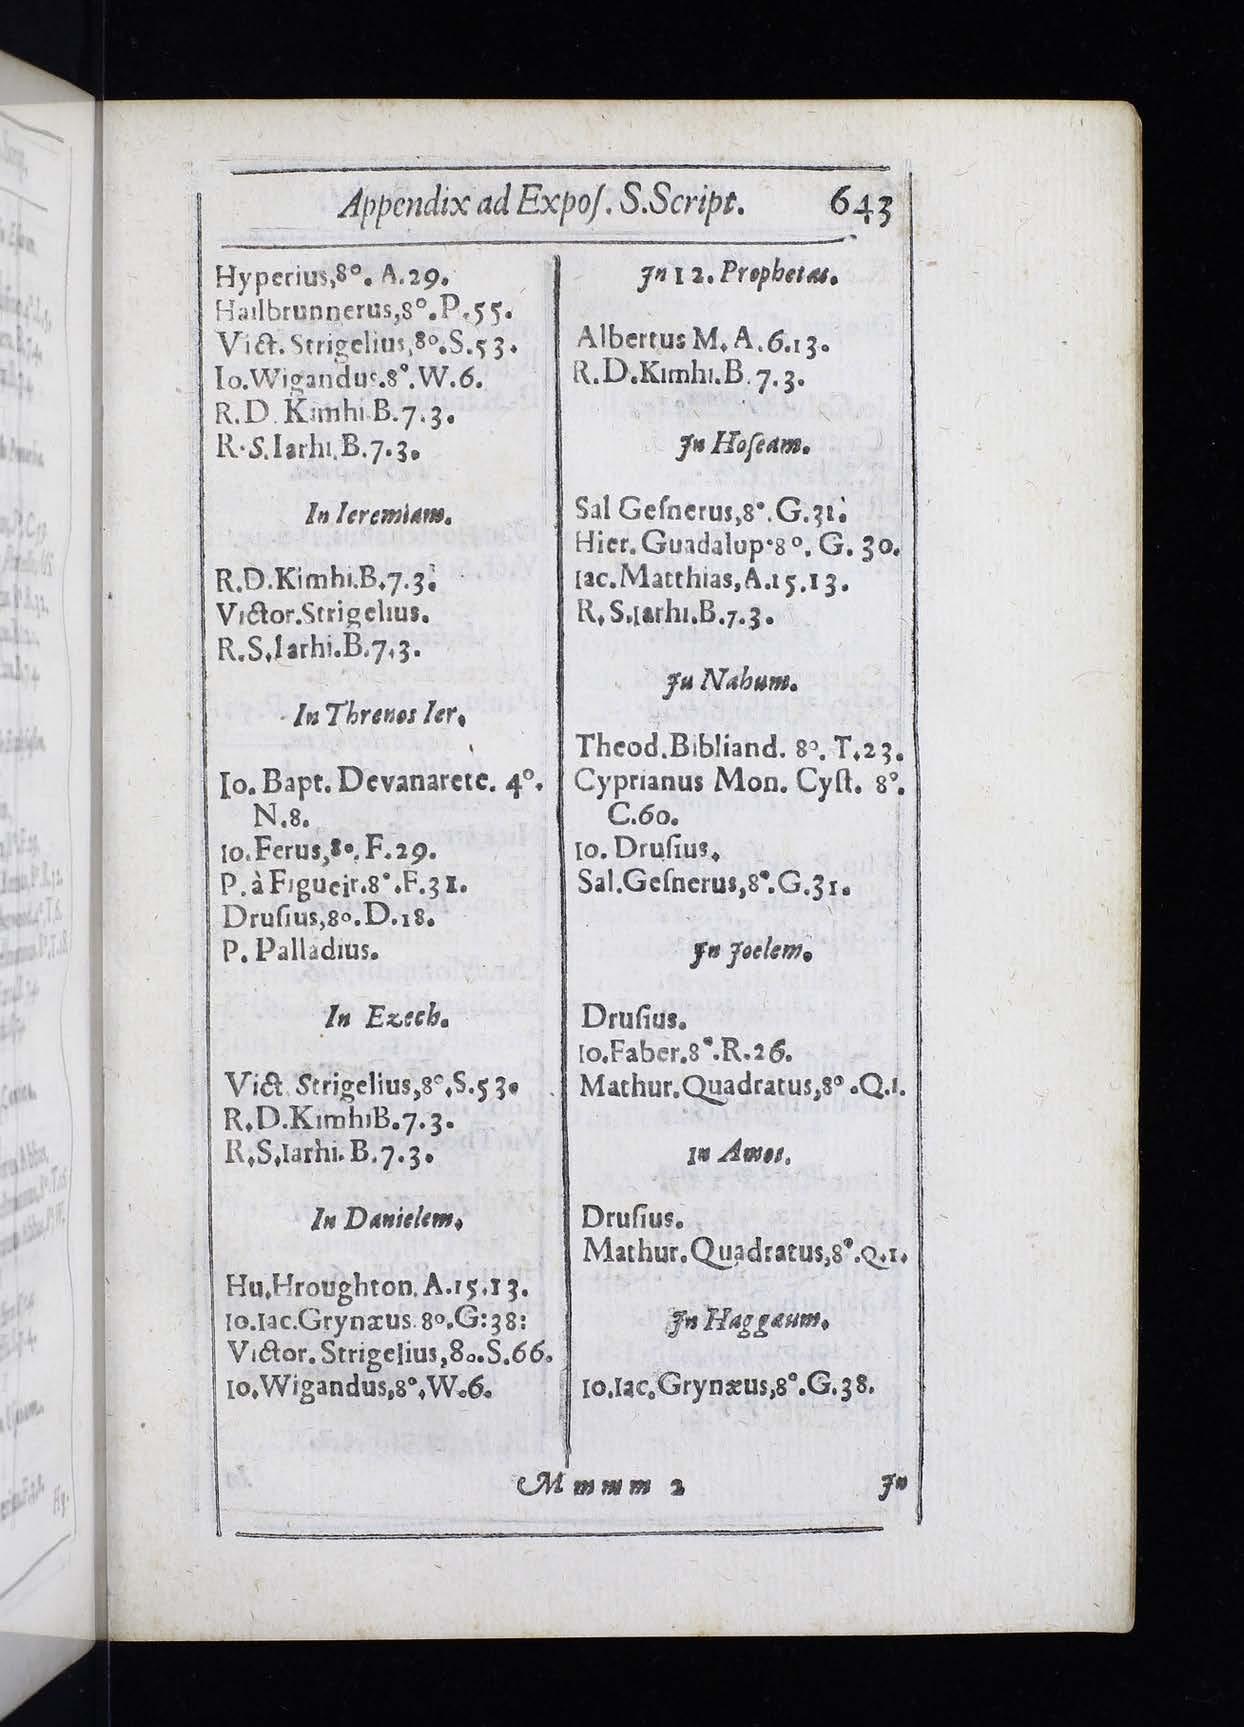 Appendix ad Expoſ. S.Script. 643
Hyperius,8°. A.29.
Hailbrunnerus,8°.P.55.
Vict. Strigelius,8°.S.53.
Io.Wigandus.8°.W.6.
R.D. Kimhi.B.7.3.
R.S.Iarhi.B.7.3.
In Ieremiam.
R.D.Kimhi.B.7.3.
Victor.Strigelius.
R.S.Iarhi.B.7.3.
In Threnos Ier.
Io. Bapt. Devanarete. 4°.
N.8.
Io.Ferus,8°.F.29.
P. à Figueir.8°.F.31.
Druſius,8o.D.18.
P. Palladius.
In Ezech.
Vict. Strigelius,8°.S.53.
R.D.KimhiB.7.3.
R.S.Iarhi.B.7.3.
In Danielem.
Hu.Hroughton.A.15.13.
Io.Iac.Grynæus.8o.G:38:
Victor.Strigelius,8o.S.66.
Io.Wigandus,8°.W.6.
In 12. Prophetas.
Albertus M.A.6.13.
R.D.Kimhi.B.7.3.
In Hoſeam.
Sal Geſnerus,8°.G.31.
Hier. Guadalup.8°. G. 30.
Iac.Matthias,A.15.13.
R.S.Iarhi.B.7.3.
In Nahum.
Theod.Bibliand. 8°. T.23.
Cyprianus Mon. Cyſt. 8°.
C.60.
Io. Druſius.
Sal.Geſnerus,8°.G.31.
In Joelem.
Druſius.
Io.Faber.8°.R.26.
Mathur.Quadratus,8°.Q.1.
In Amos.
Druſius.
Mathur.Quadratus,8°.Q.1.
In Haggæum.
Io.Iac.Grynæus,8°.G.38.
Mmmm 2 In